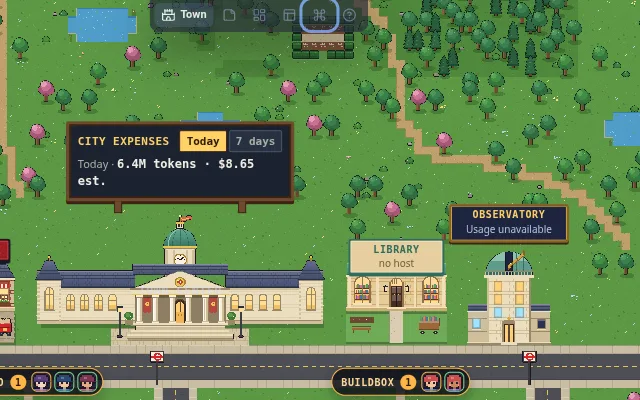 Town
CITY EXPENSES Today 7 days
Today · 6.4M tokens · $8.65
est.
OBSERVATORY
Usage unavailable
LIBRARY
no host
1
BUILDBOX 1